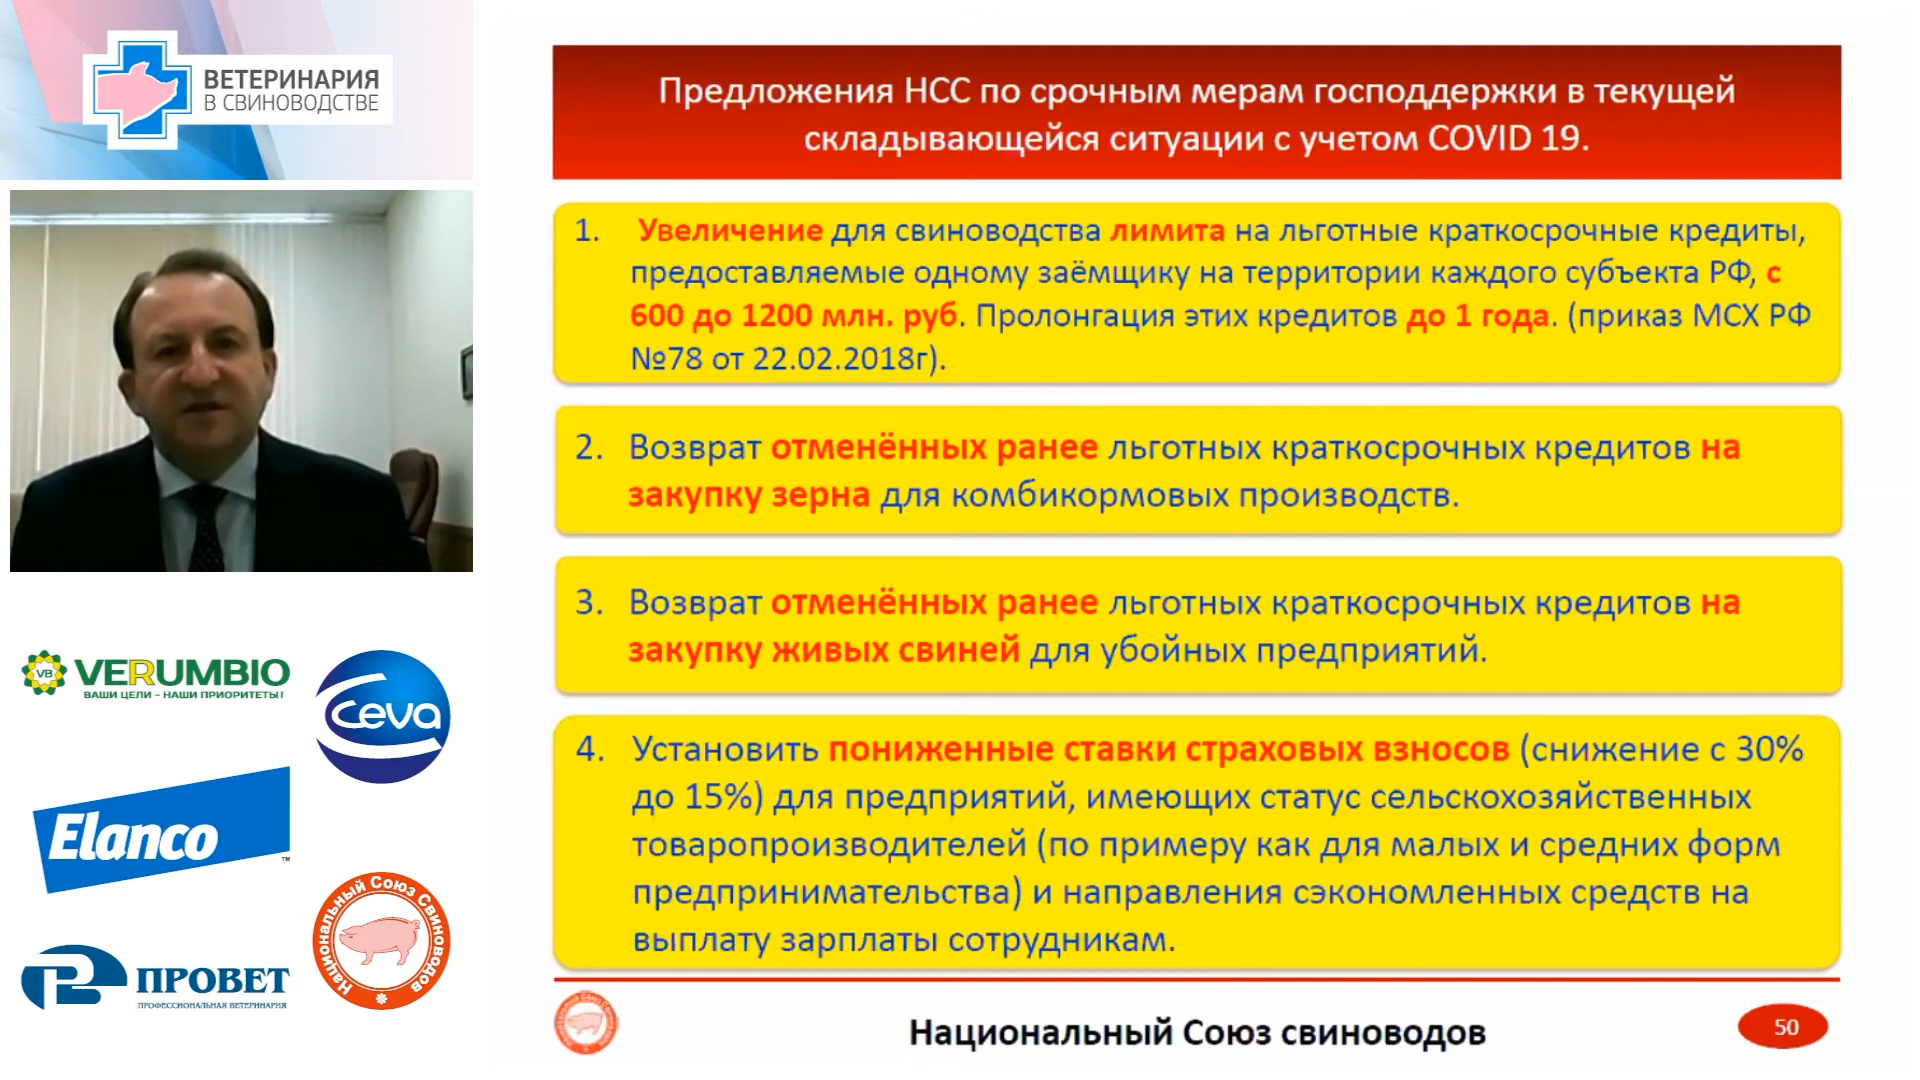 ВЕТЕРИНАРИЯ
В СВИНОВОДСТВЕ
Предложения НСС по срочным мерам господдержки в текущей
складывающейся ситуации с учетом COVID 19.
1. Увеличение для свиноводства лимита на льготные краткосрочные кредиты,
предоставляемые одному заёмщику на территории каждого субъекта РФ, с
600 до 1200 млн. руб. Пролонгация этих кредитов до 1 года. (приказ МСХ РФ
№78 от 22.02.2018г).
2. Возврат отменённых ранее льготных краткосрочных кредитов на
закупку зерна для комбикормовых производств.
3. Возврат отменённых ранее льготных краткосрочных кредитов на
закупку живых свиней для убойных предприятий.
4. Установить пониженные ставки страховых взносов (снижение с 30%
до 15%) для предприятий, имеющих статус сельскохозяйственных
товаропроизводителей (по примеру как для малых и средних форм
предпринимательства) и направления сэкономленных средств на
выплату зарплаты сотрудникам.
Национальный Союз свиноводов
50
VB VERUMBIO
ВАШИ ЦЕЛИ – НАШИ ПРИОРИТЕТЫ!
Ceva
Elanco™
Национальный Союз Свиноводов
ПРОВЕТ
ПРОФЕССИОНАЛЬНАЯ ВЕТЕРИНАРИЯ